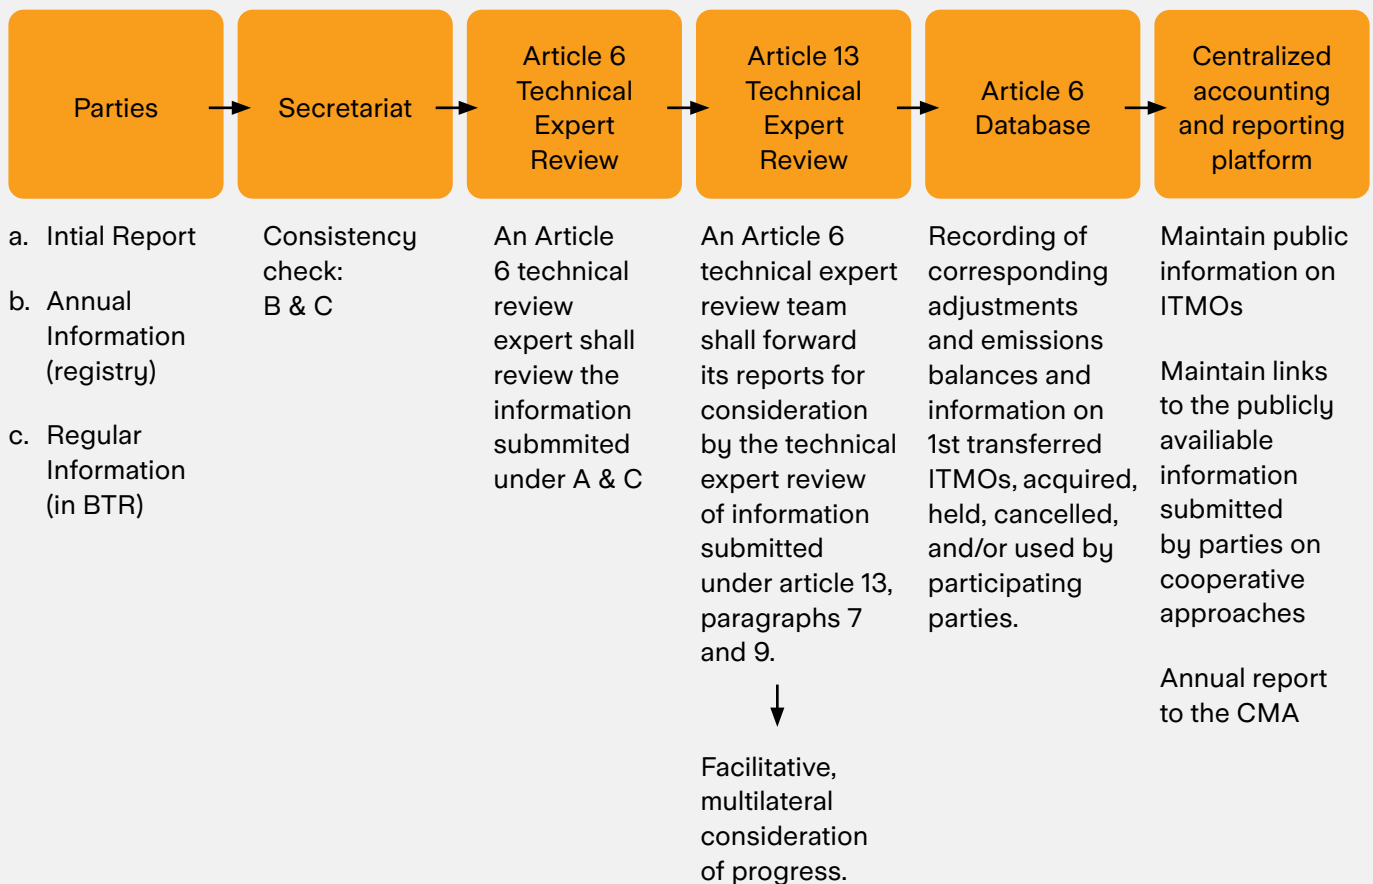 Parties
Secretariat
Article 6
Technical
Expert
Review
Article 13
Technical
Expert
Review
Article 6
Database
Centralized
accounting
and reporting
platform
a. Intial Report
b. Annual
Information
(registry)
c. Regular
Information
(in BTR)
Consistency
check:
B & C
An Article
6 technical
review
expert shall
review the
information
submmited
under A & C
An Article 6
technical expert
review team
shall forward
its reports for
consideration
by the technical
expert review
of information
submitted
under article 13,
paragraphs 7
and 9.
Facilitative,
multilateral
consideration
of progress.
Recording of
corresponding
adjustments
and emissions
balances and
information on
1st transferred
ITMOs, acquired,
held, cancelled,
and/or used by
participating
parties.
Maintain public
information on
ITMOs
Maintain links
to the publicly
availiable
information
submitted
by parties on
cooperative
approaches
Annual report
to the CMA